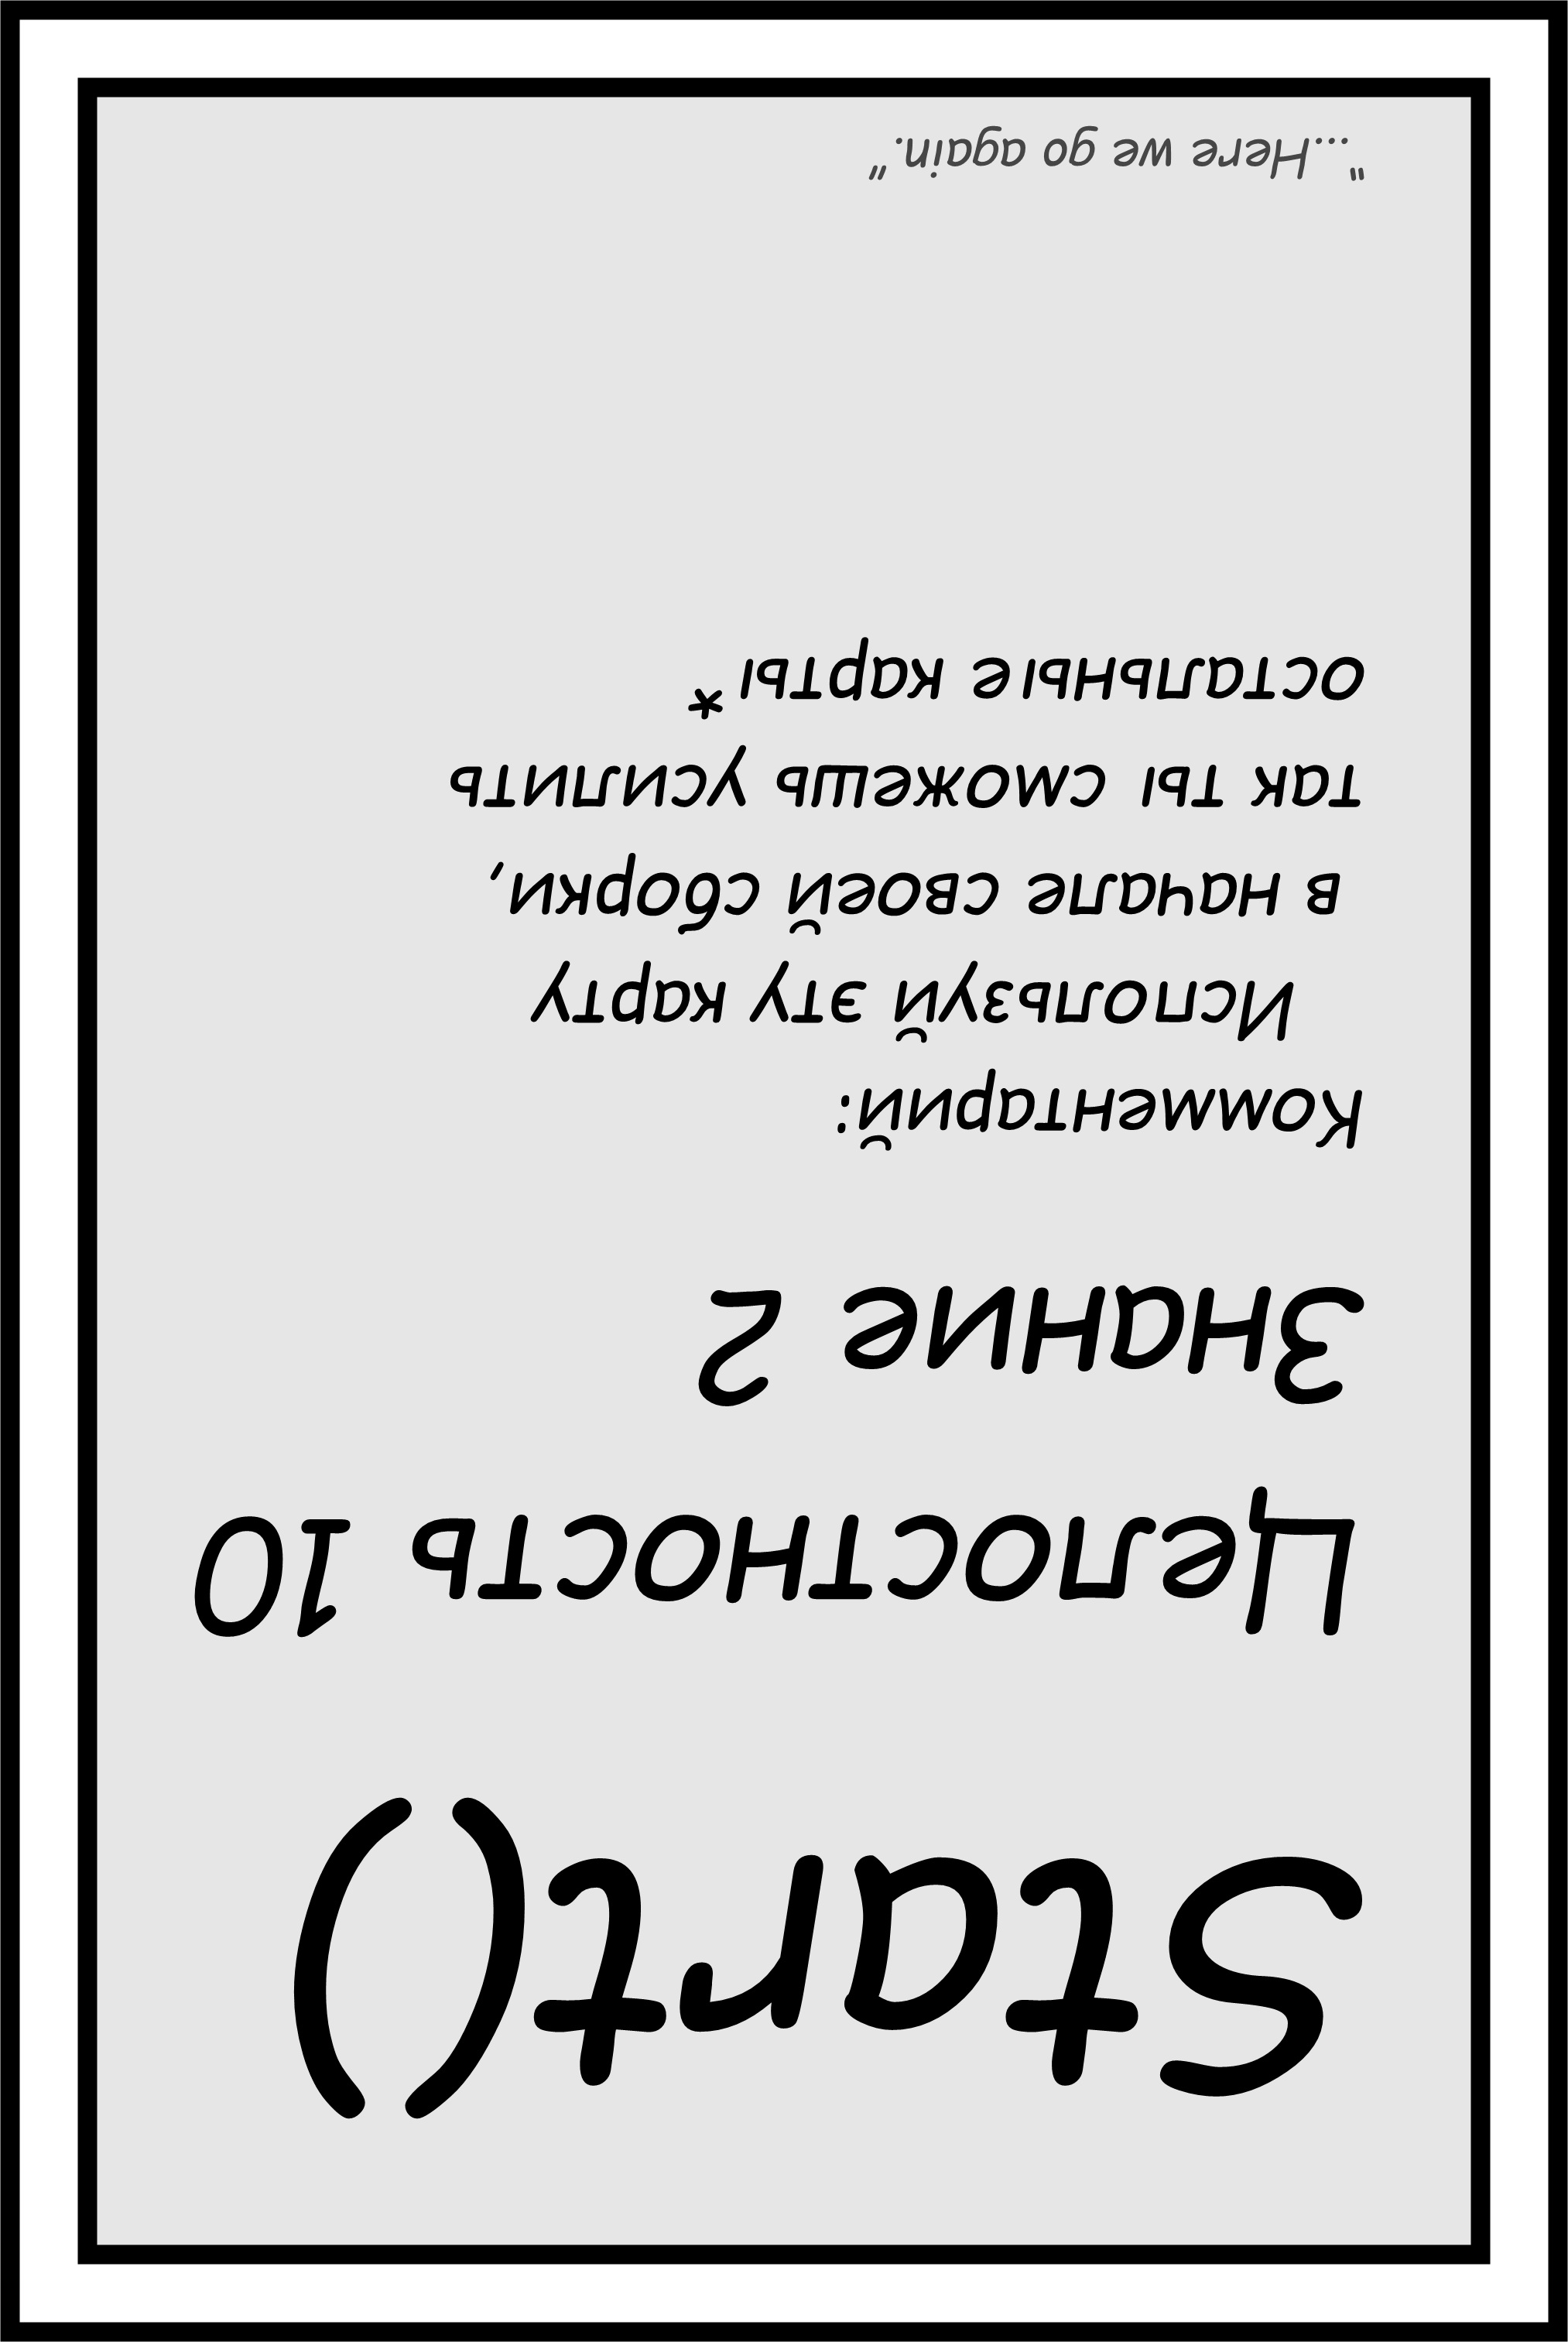 Start()
Целостность 10
Знание 2
Комментарий:
Используй эту карту
в начале своей сборки,
так ты сможешь усилить
остальные карты*
"...Here we go again."